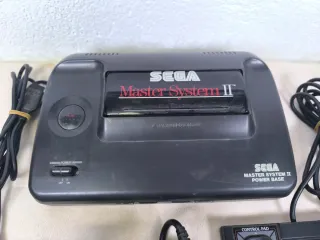 SEGA
Master System II
SEGA
MASTER SYSTEM II
POWER BASE
CONTROL PAD